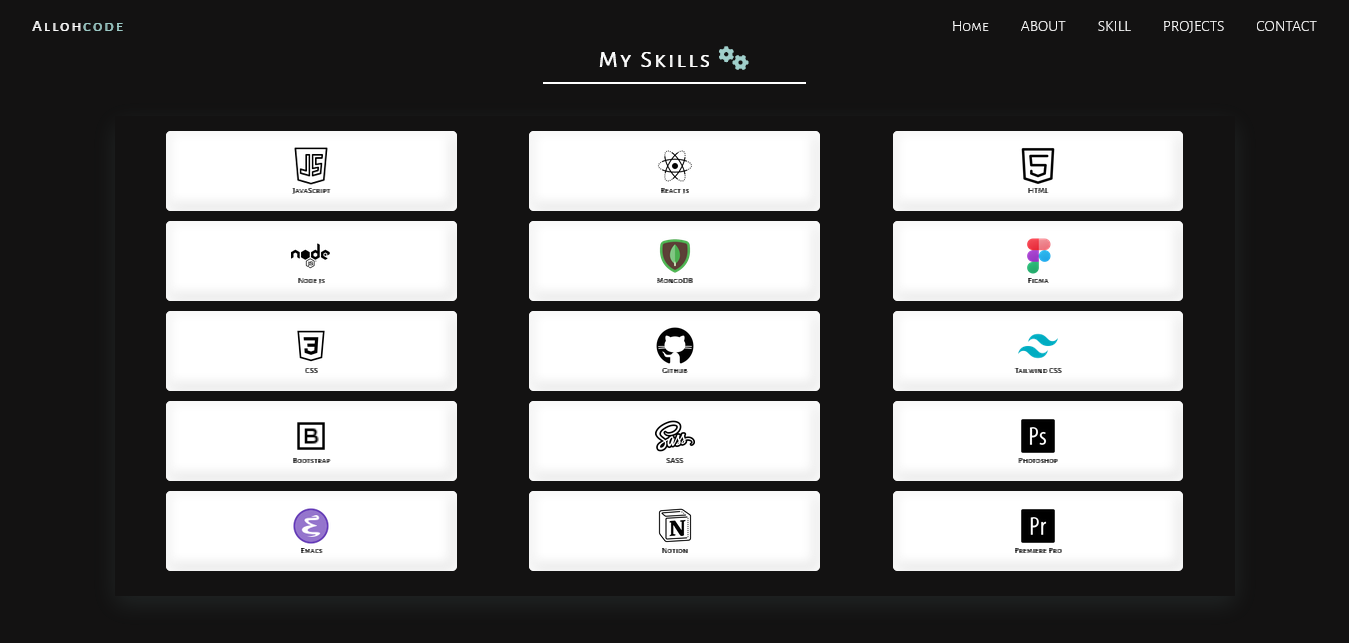 Allohcode
Home ABOUT SKILL PROJECTS CONTACT
My Skills
JS
JavaScript
React js
5
HTML
node
JS
Node js
MongoDB
Figma
3
CSS
Github
Tailwind CSS
B
Bootstrap
Sass
SASS
Ps
Photoshop
Emacs
N
Notion
Pr
Premiere Pro